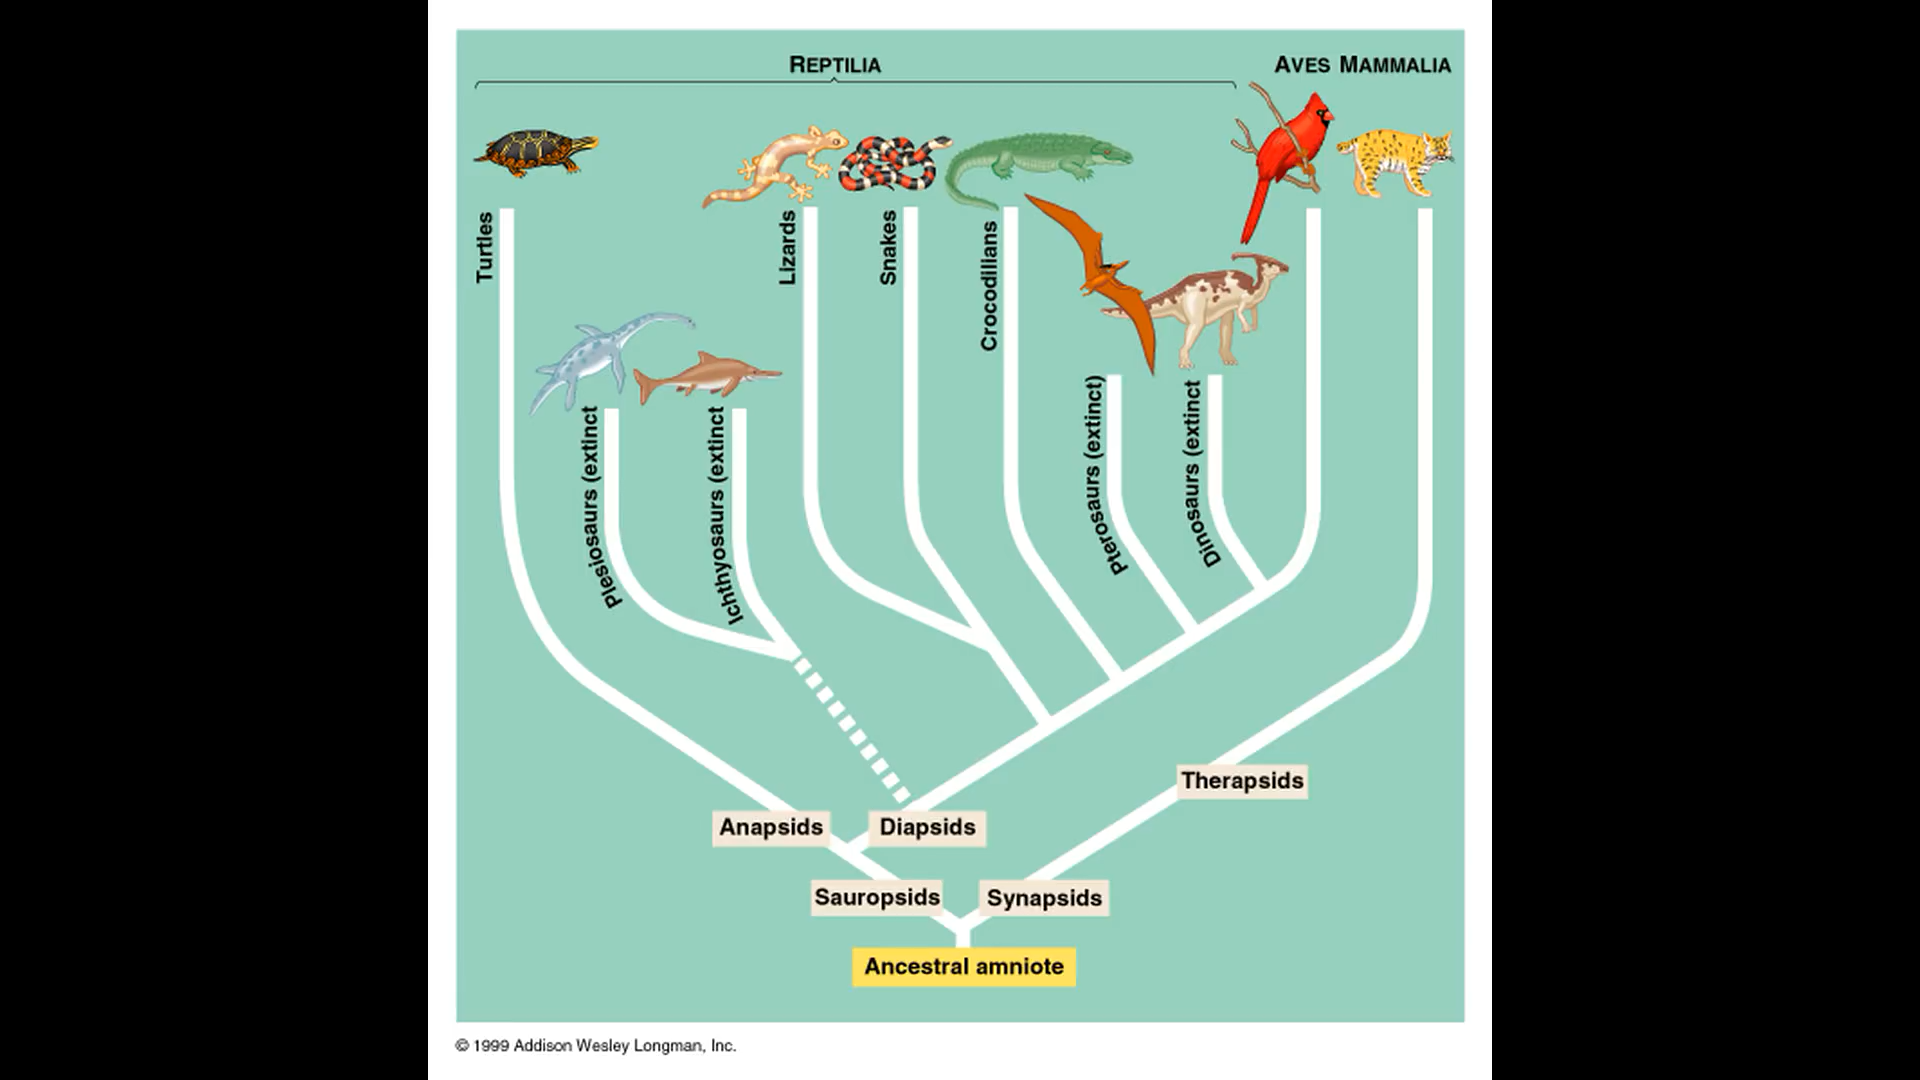 REPTILIA
AVES MAMMALIA
Turtles
Lizards
Snakes
Crocodilians
Plesiosaurs (extinct
Ichthyosaurs (extinct
Pterosaurs (extinct)
Dinosaurs (extinct
Therapsids
Anapsids
Diapsids
Sauropsids
Synapsids
Ancestral amniote
© 1999 Addison Wesley Longman, Inc.